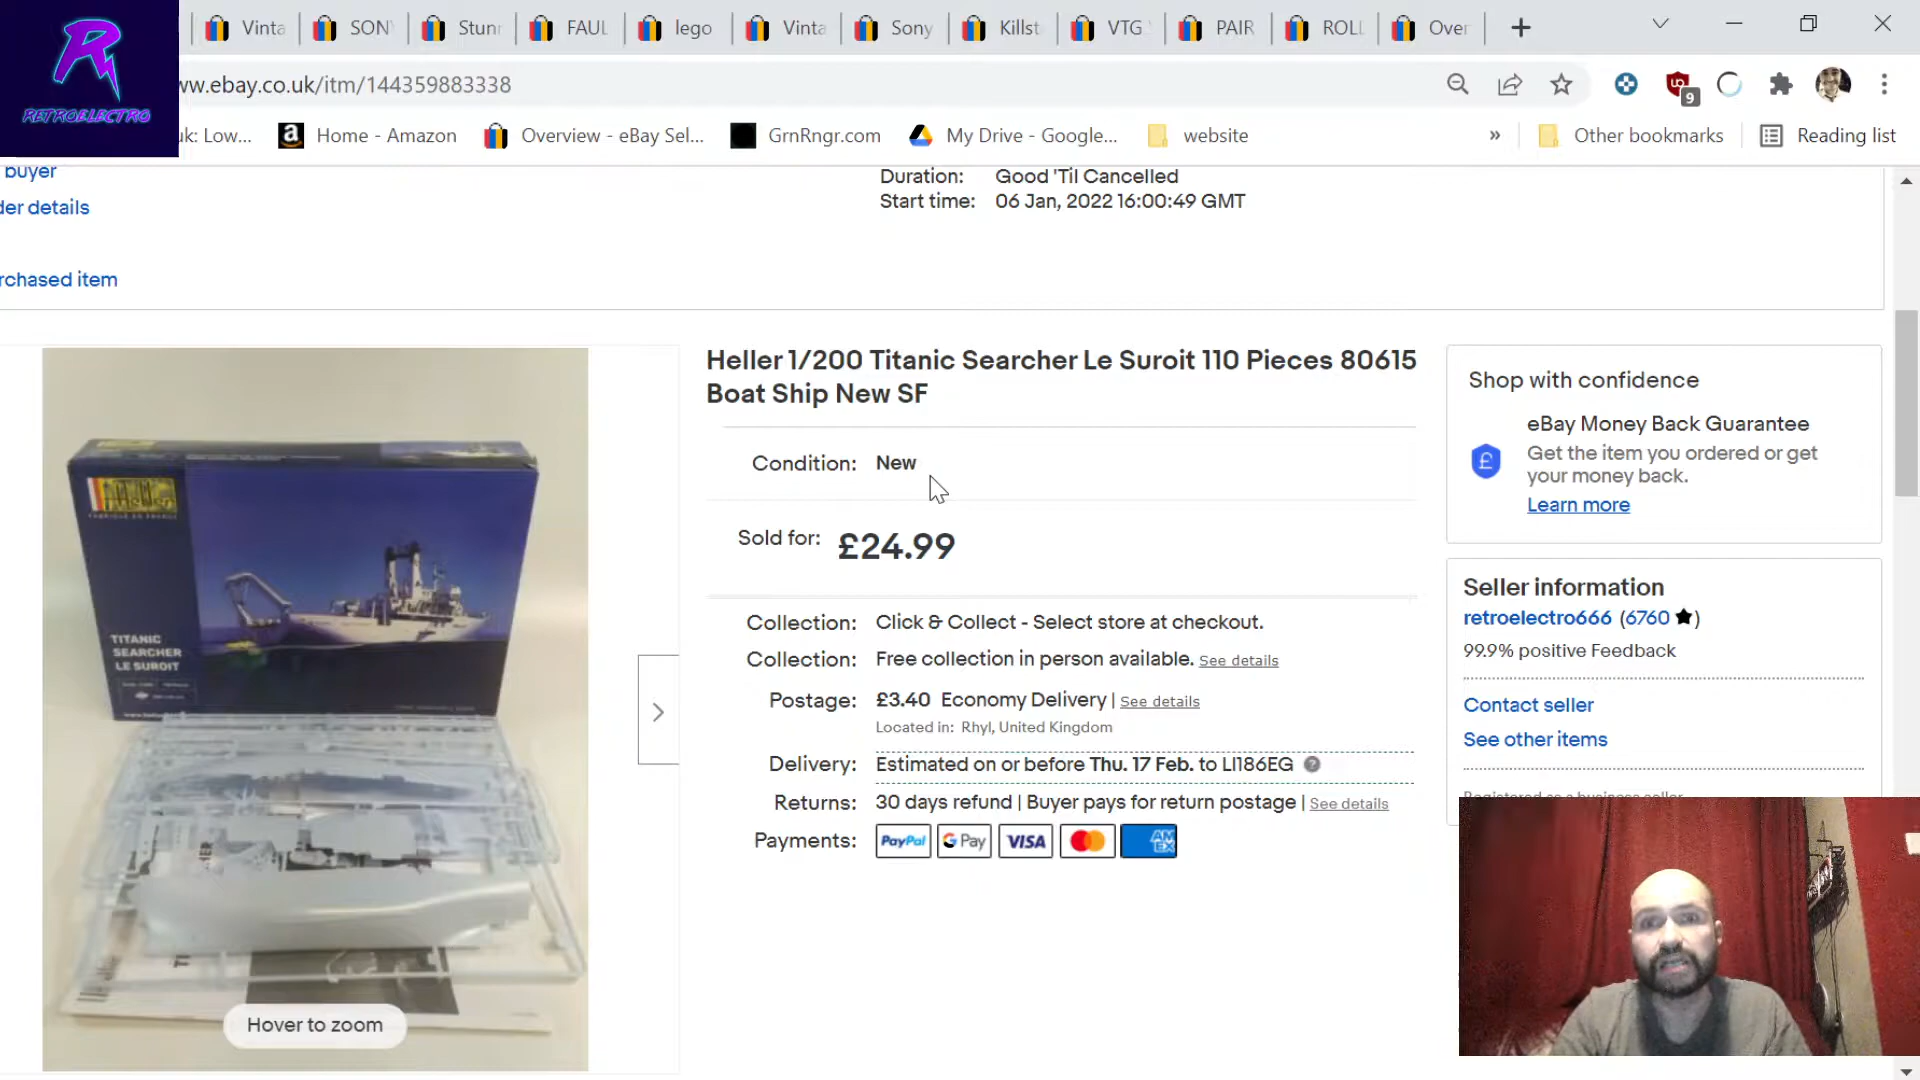 Vinta
SON
Stunn
FAUL
lego
Vinta
Sony
Killst
VTG
PAIR
ROLL
Over
RETROELECTRO
w.ebay.co.uk/itm/144359883338
9
uk: Low...
Home - Amazon
Overview - eBay Sel...
GrnRngr.com
My Drive - Google...
website
»
Other bookmarks
Reading list
buyer
der details
rchased item
Duration: Good 'Til Cancelled
Start time: 06 Jan, 2022 16:00:49 GMT
TITANIC
SEARCHER
LE SUROIT
Hover to zoom
Heller 1/200 Titanic Searcher Le Suroit 110 Pieces 80615
Boat Ship New SF
Condition: New
Sold for: £24.99
Collection: Click & Collect - Select store at checkout.
Collection: Free collection in person available. See details
Postage: £3.40 Economy Delivery | See details
Located in: Rhyl, United Kingdom
Delivery: Estimated on or before Thu. 17 Feb. to LI186EG
Returns: 30 days refund | Buyer pays for return postage | See details
Payments: PayPal G Pay VISA AMEX
Shop with confidence
eBay Money Back Guarantee
Get the item you ordered or get
your money back.
Learn more
Seller information
retroelectro666 (6760 ★)
99.9% positive Feedback
Contact seller
See other items
Registered as a business seller